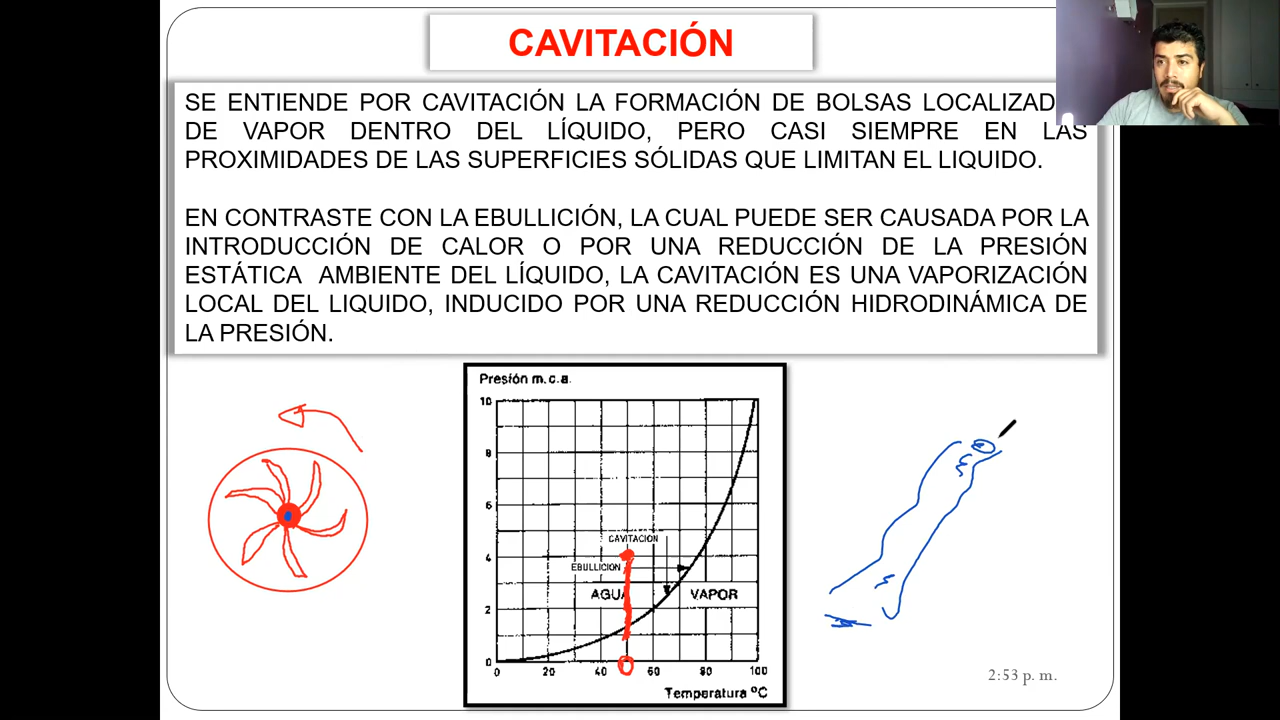 CAVITACIÓN
SE ENTIENDE POR CAVITACIÓN LA FORMACIÓN DE BOLSAS LOCALIZAD
DE VAPOR DENTRO DEL LÍQUIDO, PERO CASI SIEMPRE EN LAS
PROXIMIDADES DE LAS SUPERFICIES SÓLIDAS QUE LIMITAN EL LIQUIDO.
EN CONTRASTE CON LA EBULLICIÓN, LA CUAL PUEDE SER CAUSADA POR LA
INTRODUCCIÓN DE CALOR O POR UNA REDUCCIÓN DE LA PRESIÓN
ESTÁTICA AMBIENTE DEL LÍQUIDO, LA CAVITACIÓN ES UNA VAPORIZACIÓN
LOCAL DEL LIQUIDO, INDUCIDO POR UNA REDUCCIÓN HIDRODINÁMICA DE
LA PRESIÓN.
Presión m.c.a.
10
8
6
4
2
0
CAVITACION
EBULLICION
AGUA VAPOR
0 20 40 60 80 100
Temperatura ºC
2:53 p. m.